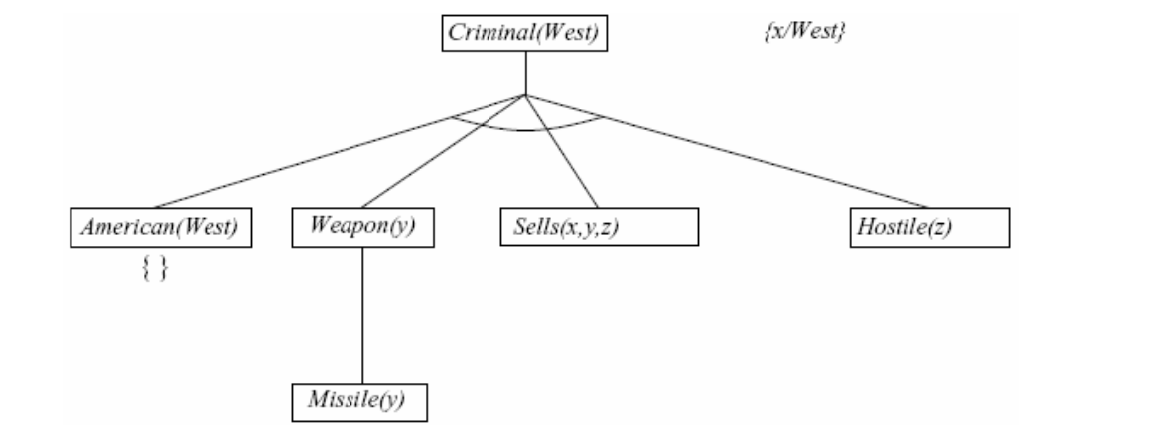 Criminal(West)
{x/West}
American(West)
Weapon(y)
Sells(x,y,z)
Hostile(z)
{ }
Missile(y)